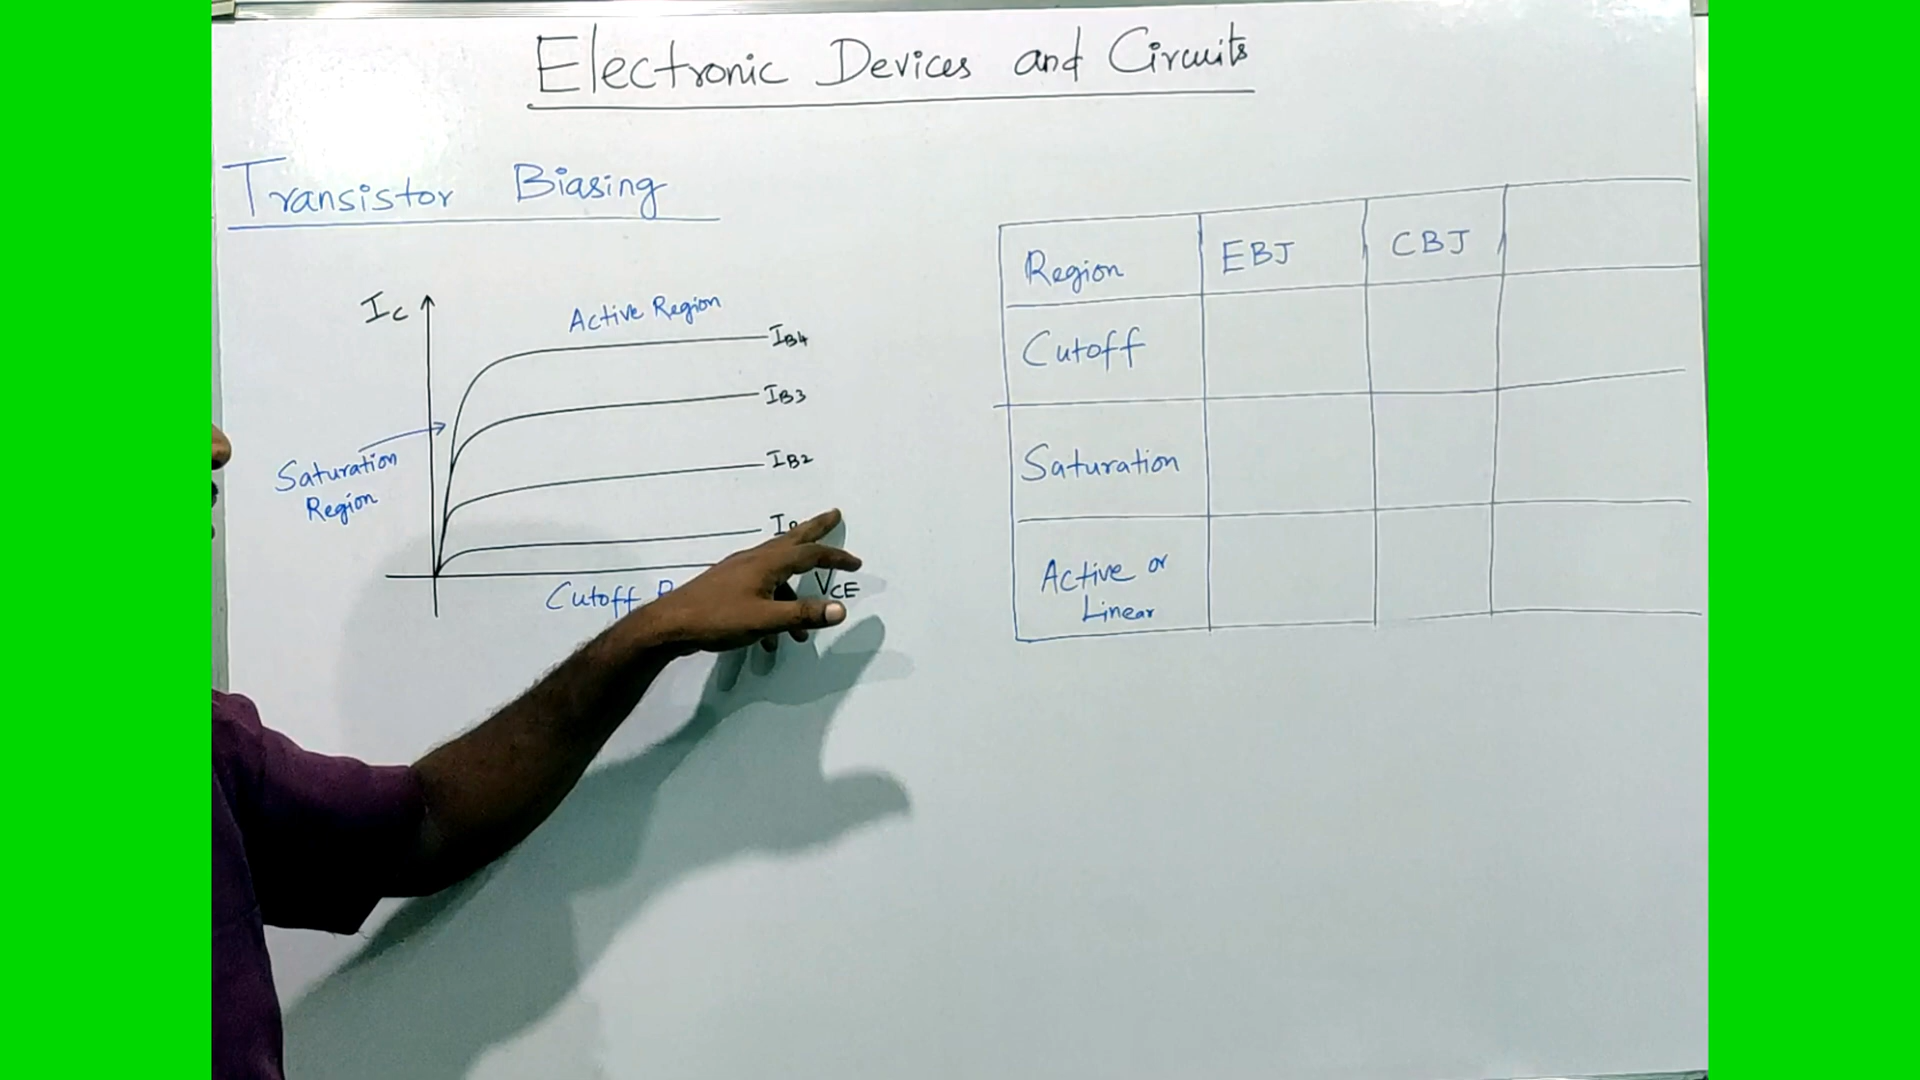 Electronic Devices and Circuits
Transistor Biasing
IC
Active Region
IB4
IB3
IB2
Saturation
Region
Cutoff
VCE
Region EBJ CBJ
Cutoff
Saturation
Active or
Linear